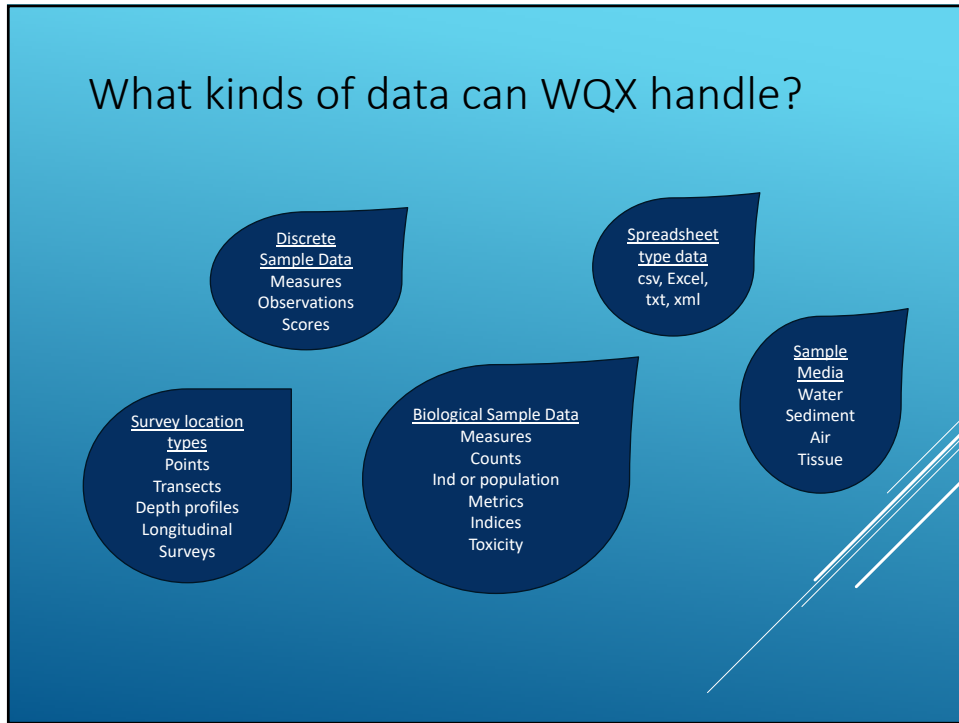 What kinds of data can WQX handle?
Discrete
Sample Data
Measures
Observations
Scores
Spreadsheet
type data
csv, Excel,
txt, xml
Sample
Media
Water
Sediment
Air
Tissue
Survey location
types
Points
Transects
Depth profiles
Longitudinal
Surveys
Biological Sample Data
Measures
Counts
Ind or population
Metrics
Indices
Toxicity